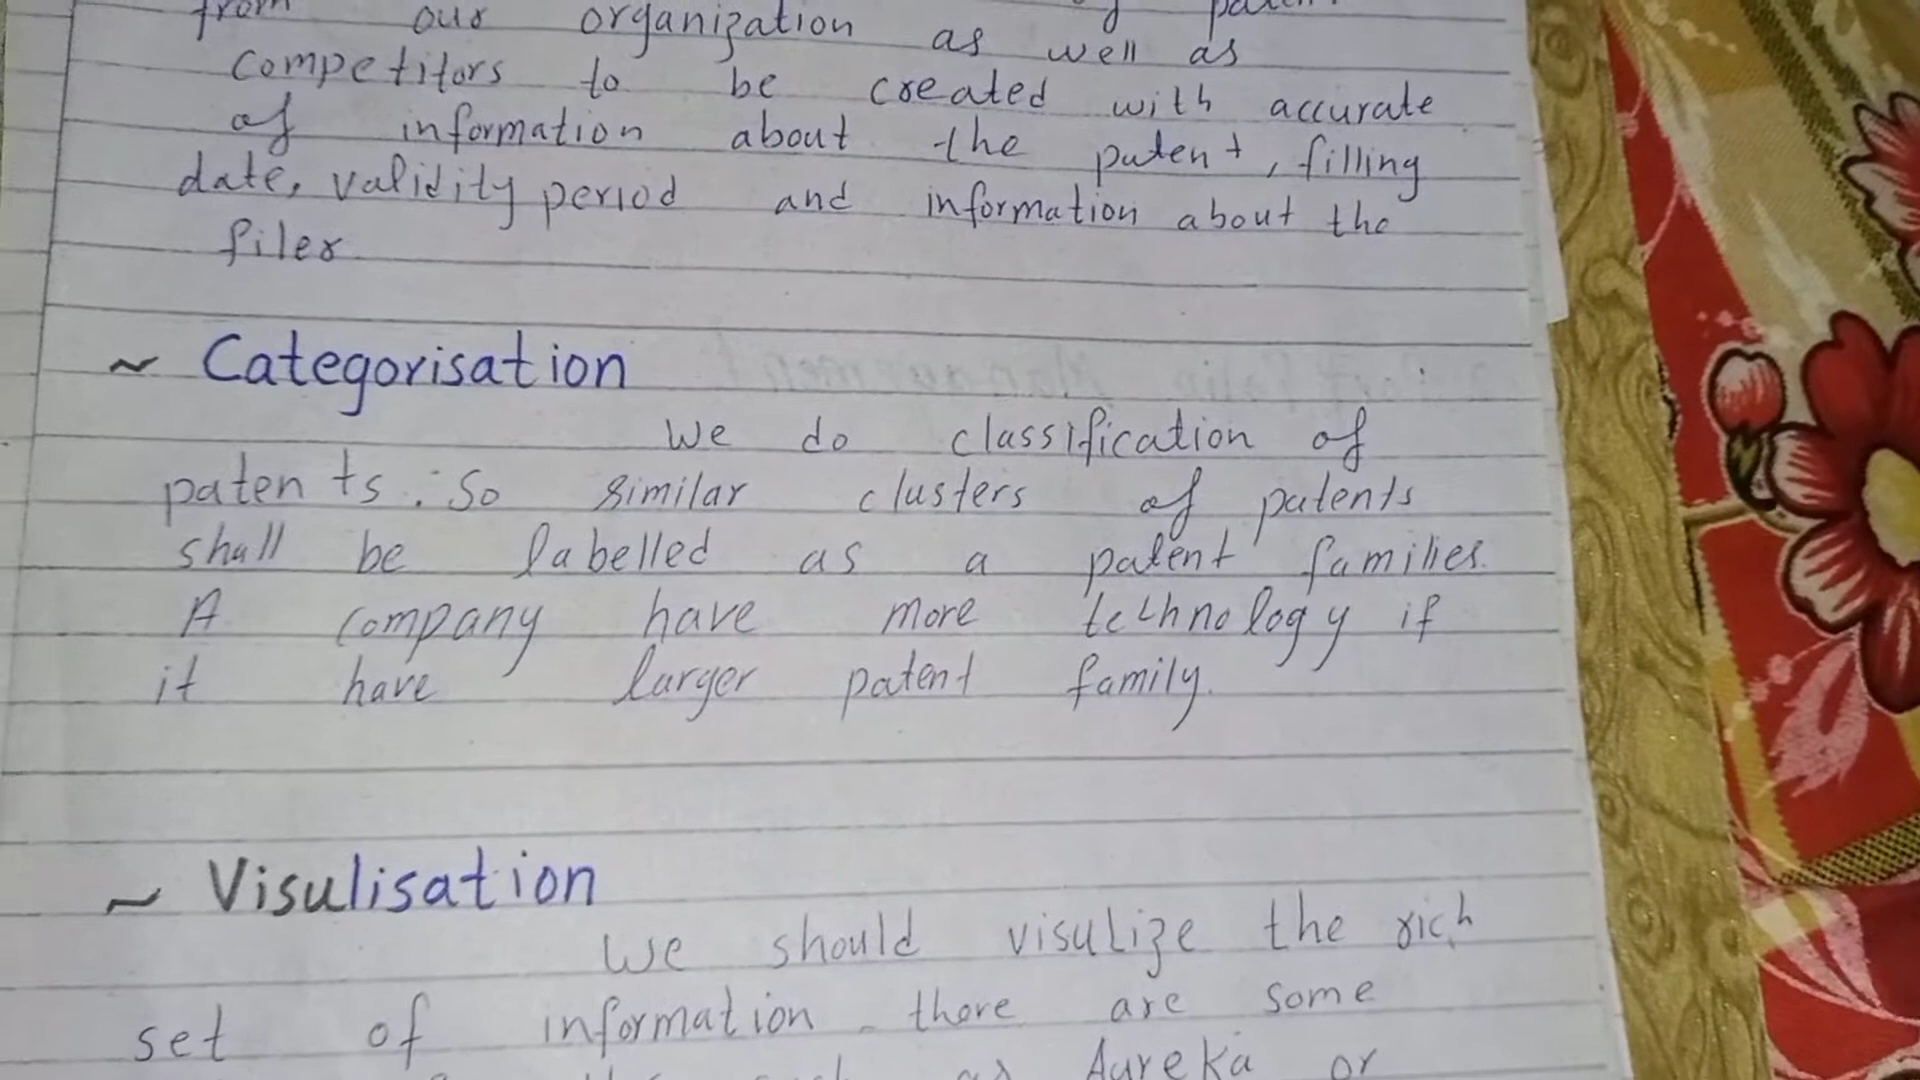 from our organization as well as
competitors to be created with accurate
of information about the patent, filling
date, validity period and information about the
filer
~ Categorisation
We do classification of
patents. So similar clusters of patents
shall be labelled as a patent families.
A company have more technology if
it have larger patent family.
~ Visulisation
We should visulize the rich
set of information. there are some
as Aureka or